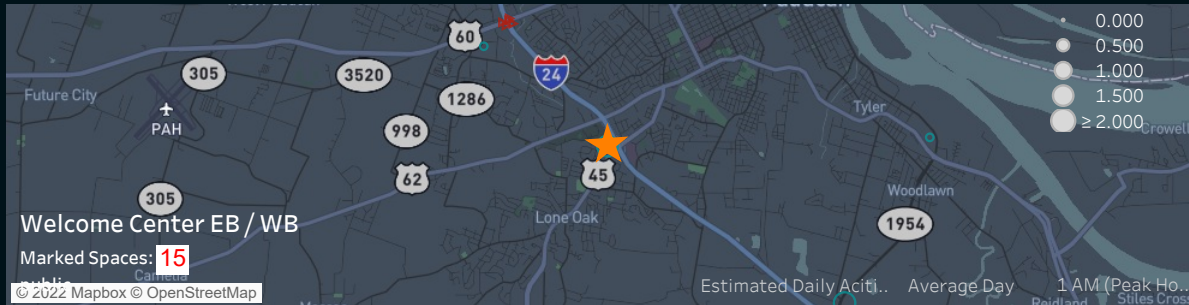 60
0.000
305
3520
24
0.500
Future City
1286
1.000
PAH
998
Tyler
1.500
≥ 2.000
Crowell
62
45
305
Woodlawn
Lone Oak
1954
Welcome Center EB / WB
Marked Spaces: 15
public
© 2022 Mapbox © OpenStreetMap
Estimated Daily Aciti.. Average Day 1 AM (Peak Ho..
Reidland
Stiles Cros